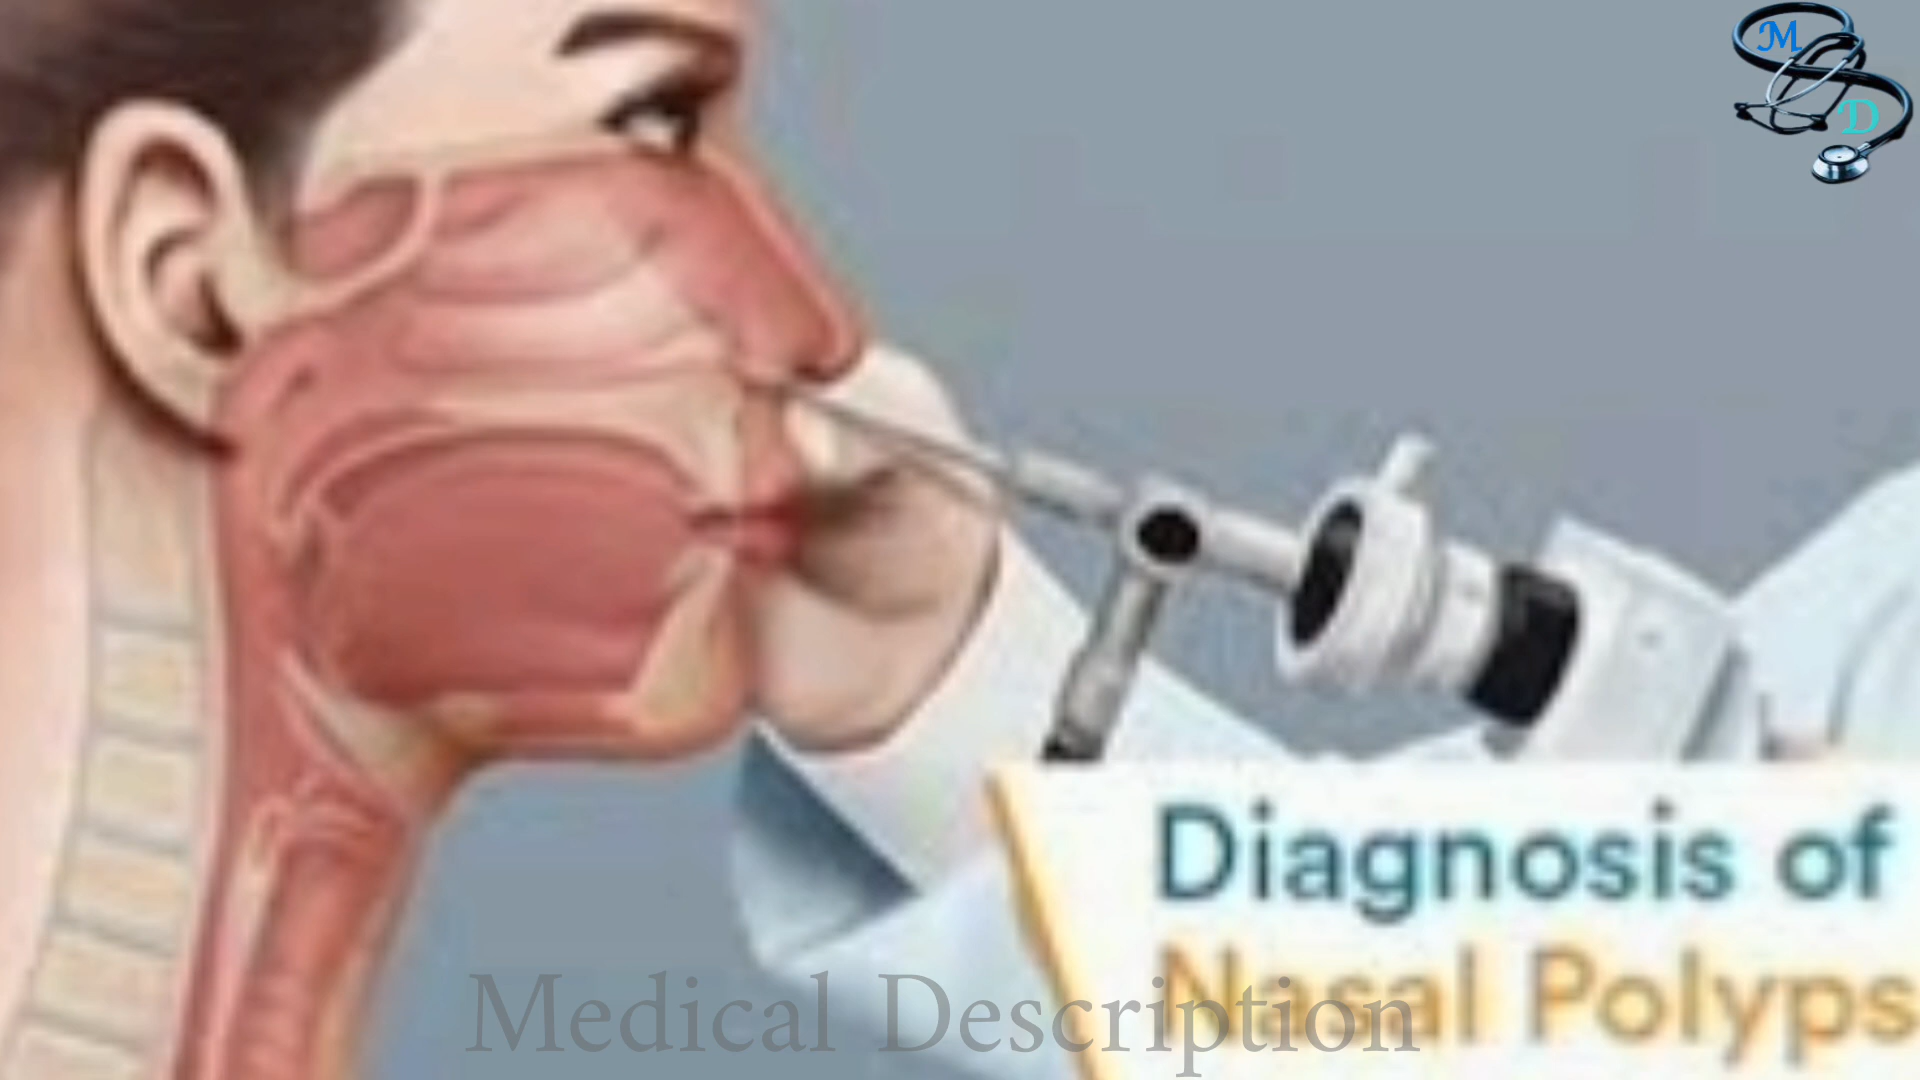 M
D
Diagnosis of
Nasal Polyps
Medical Description